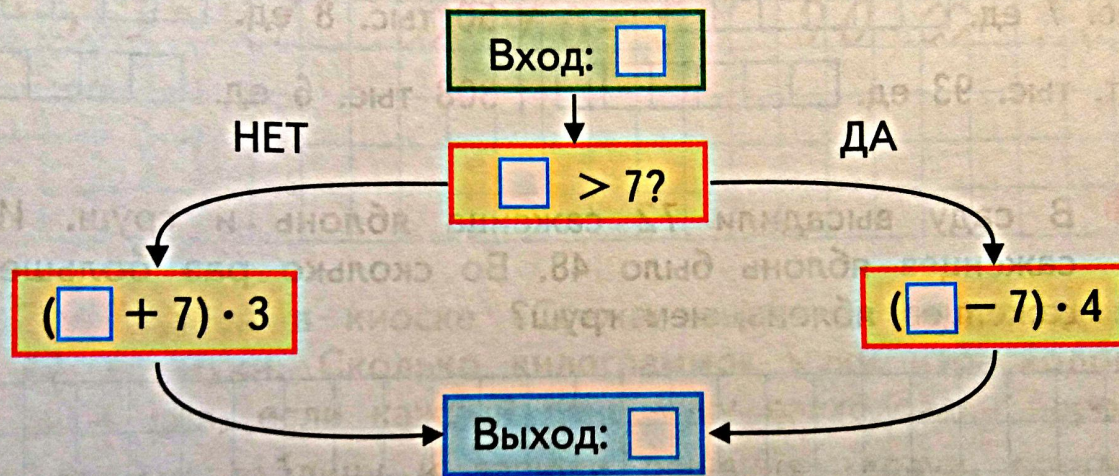 Вход: □
НЕТ
ДА
□ > 7?
(□ + 7) · 3
(□ − 7) · 4
Выход: □